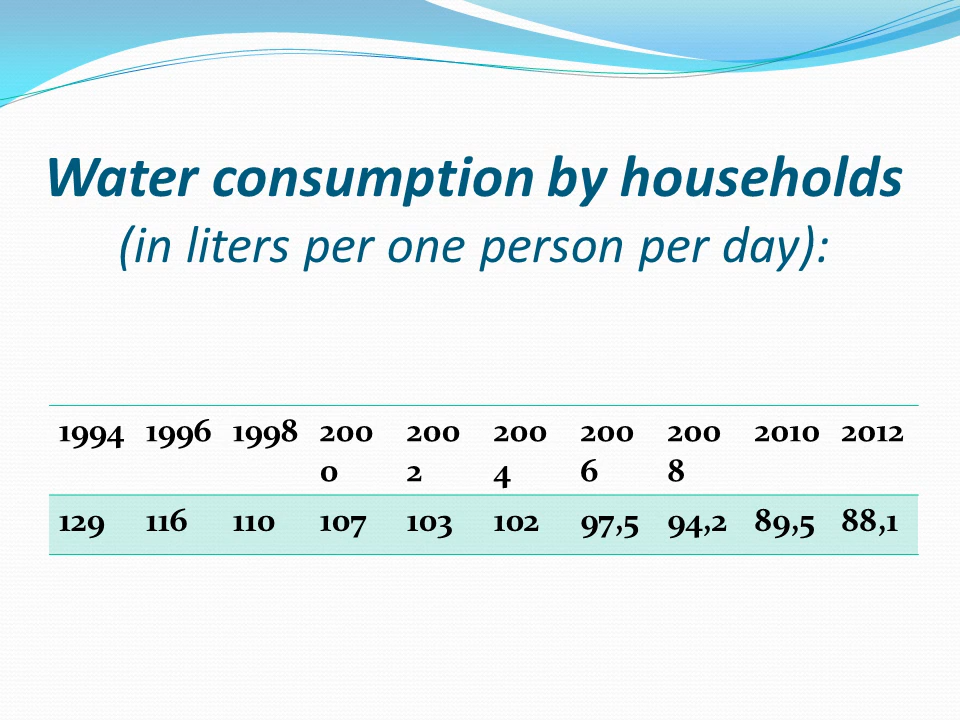 Water consumption by households
(in liters per one person per day):
1994 1996 1998 200 200 200 200 200 2010 2012
0 2 4 6 8
129 116 110 107 103 102 97,5 94,2 89,5 88,1